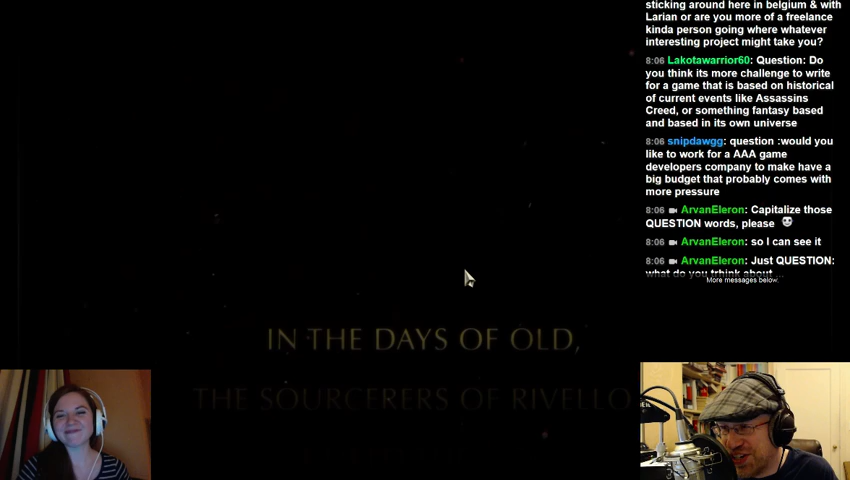 sticking around here in belgium & with
Larian or are you more of a freelance
kinda person going where whatever
interesting project might take you?
8:06 Lakotawarrior60: Question: Do
you think its more challenge to write
for a game that is based on historical
of current events like Assassins
Creed, or something fantasy based
and based in its own universe
8:06 snipdawgg: question :would you
like to work for a AAA game
developers company to make have a
big budget that probably comes with
more pressure
8:06 ArvanEleron: Capitalize those
QUESTION words, please
8:06 ArvanEleron: so I can see it
8:06 ArvanEleron: Just QUESTION:
what do you trhink about ...
More messages below.
IN THE DAYS OF OLD,
THE SOURCERERS OF RIVELLO